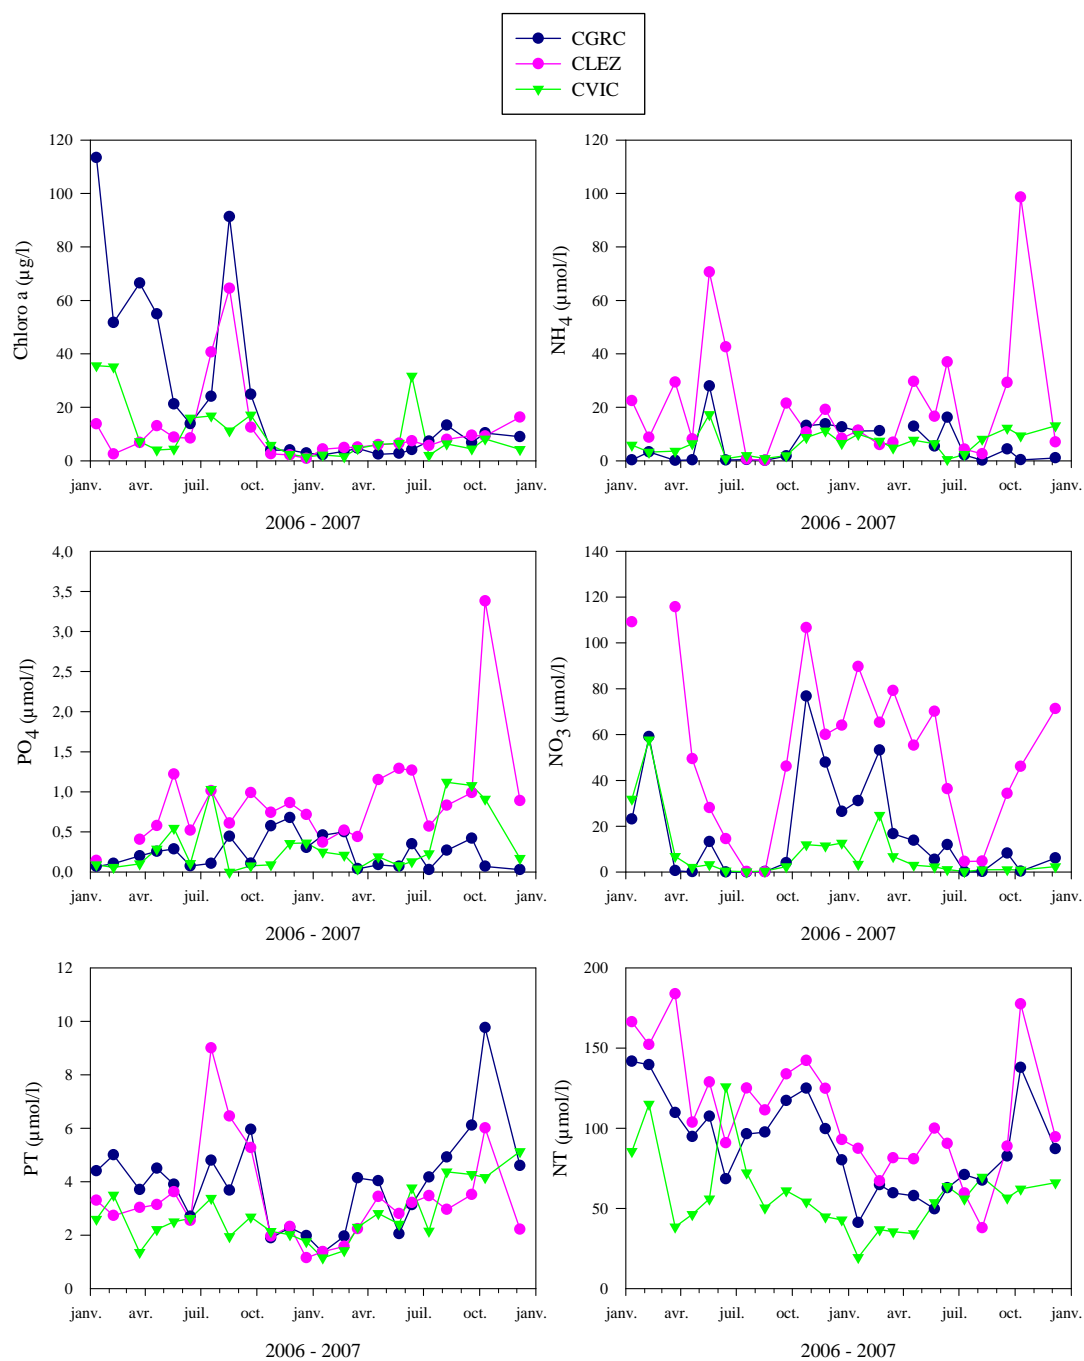 CGRC
CLEZ
CVIC
Chloro a (µg/l)
120
100
80
60
40
20
0
janv. avr. juil. oct. janv. avr. juil. oct. janv.
2006 - 2007
NH4 (µmol/l)
120
100
80
60
40
20
0
janv. avr. juil. oct. janv. avr. juil. oct. janv.
2006 - 2007
PO4 (µmol/l)
4,0
3,5
3,0
2,5
2,0
1,5
1,0
0,5
0,0
janv. avr. juil. oct. janv. avr. juil. oct. janv.
2006 - 2007
NO3 (µmol/l)
140
120
100
80
60
40
20
0
janv. avr. juil. oct. janv. avr. juil. oct. janv.
2006 - 2007
PT (µmol/l)
12
10
8
6
4
2
0
janv. avr. juil. oct. janv. avr. juil. oct. janv.
2006 - 2007
NT (µmol/l)
200
150
100
50
0
janv. avr. juil. oct. janv. avr. juil. oct. janv.
2006 - 2007